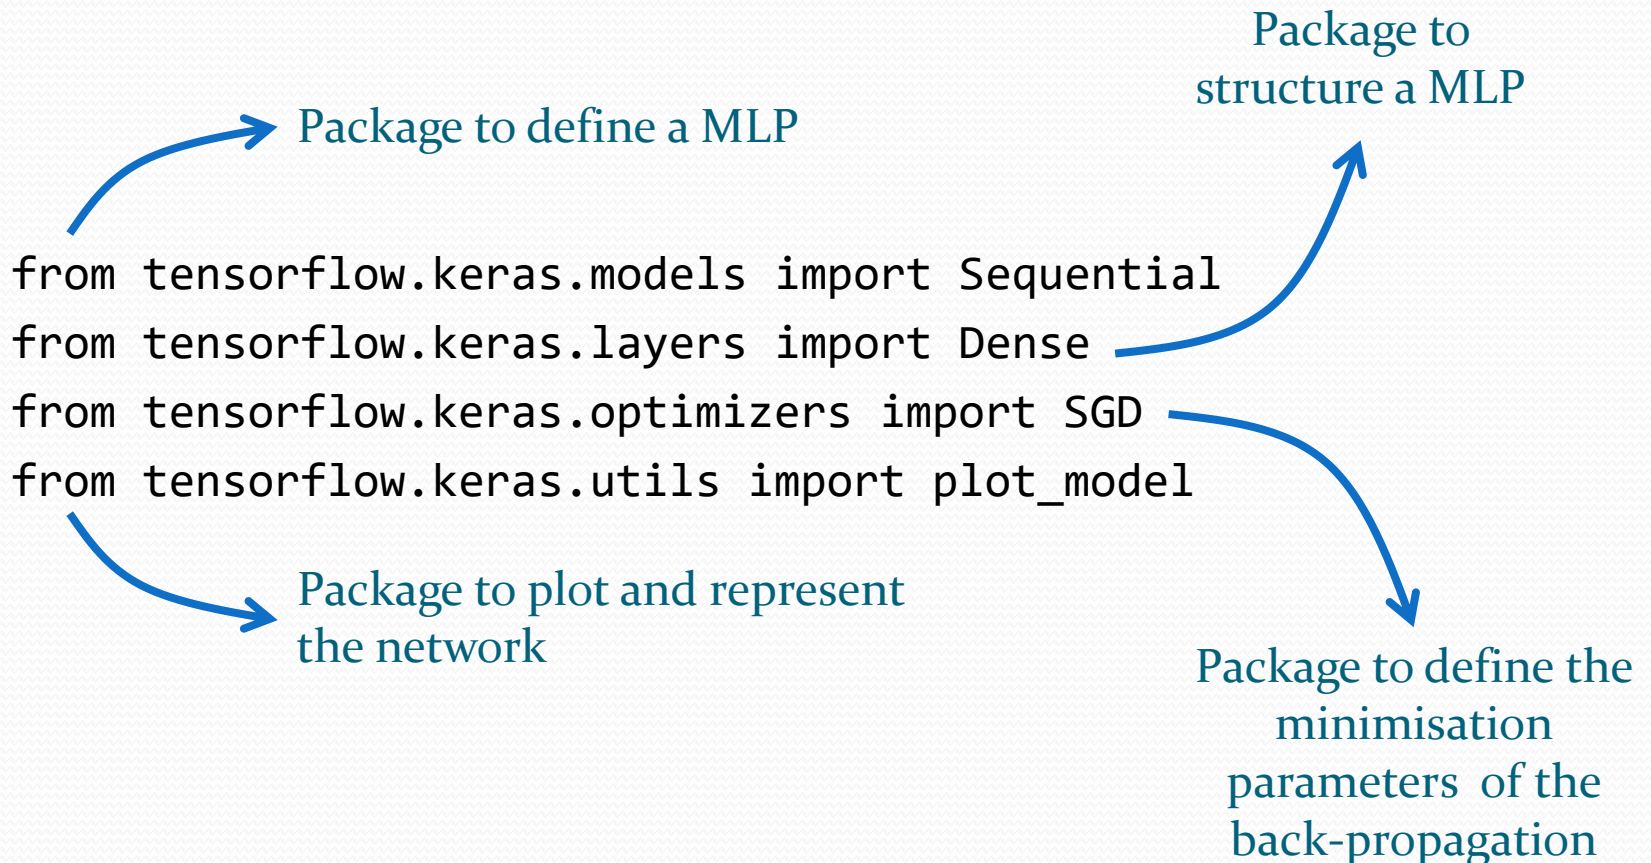 Package to
structure a MLP
Package to define a MLP
from tensorflow.keras.models import Sequential
from tensorflow.keras.layers import Dense
from tensorflow.keras.optimizers import SGD
from tensorflow.keras.utils import plot_model
Package to plot and represent
the network
Package to define the
minimisation
parameters of the
back-propagation